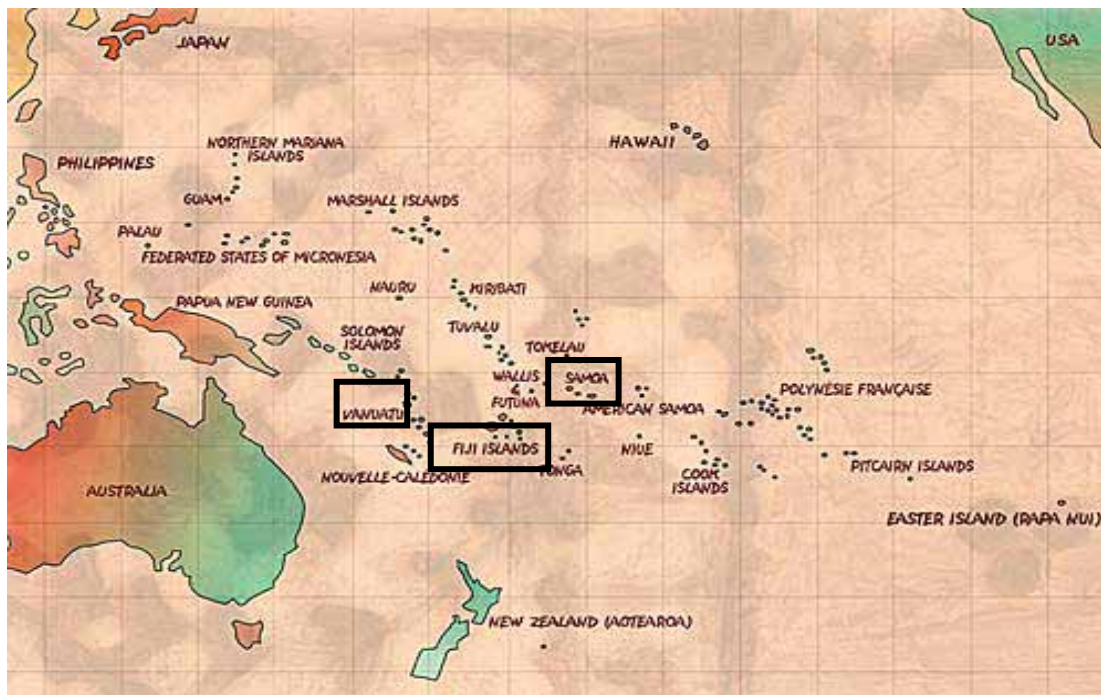 JAPAN
USA
NORTHERN MARIANA
ISLANDS
HAWAII
PHILIPPINES
GUAM
MARSHALL ISLANDS
PALAU
FEDERATED STATES OF MICRONESIA
NAURU
KIRIBATI
PAPUA NEW GUINEA
SOLOMON
ISLANDS
TUVALU
TOKELAU
WALLIS
&
FUTUNA
SAMOA
POLYNÉSIE FRANÇAISE
VANUATU
AMERICAN SAMOA
FIJI ISLANDS
NIUE
TONGA
NOUVELLE-CALÉDONIE
COOK
ISLANDS
PITCAIRN ISLANDS
AUSTRALIA
EASTER ISLAND (RAPA NUI)
NEW ZEALAND (AOTEAROA)